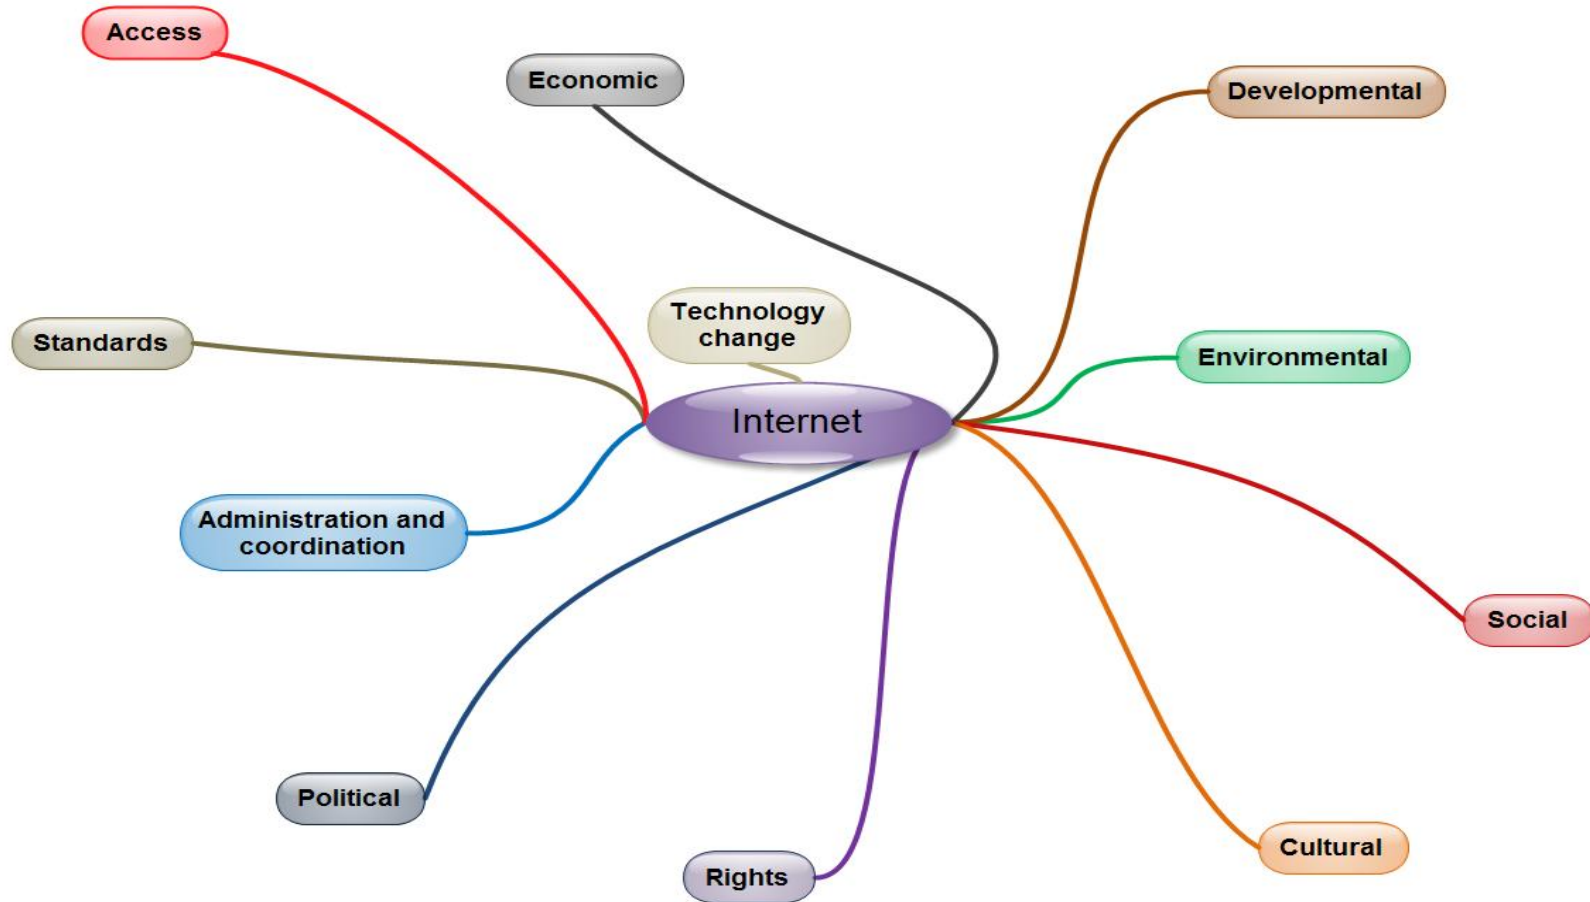 Access
Economic
Developmental
Technology
change
Standards
Environmental
Internet
Administration and
coordination
Social
Political
Cultural
Rights